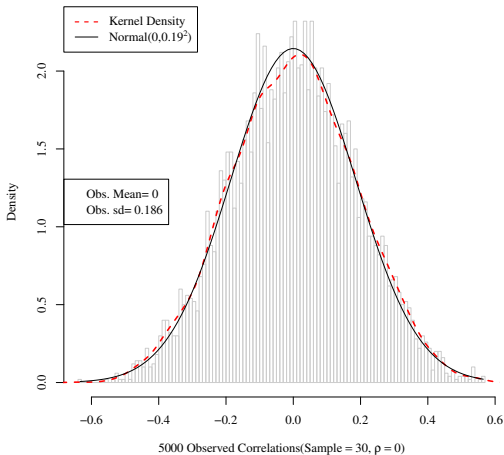 Kernel Density
Normal(0,0.19²)
Obs. Mean= 0
Obs. sd= 0.186
Density
0.0
0.5
1.0
1.5
2.0
−0.6
−0.4
−0.2
0.0
0.2
0.4
0.6
5000 Observed Correlations(Sample = 30, ρ = 0)